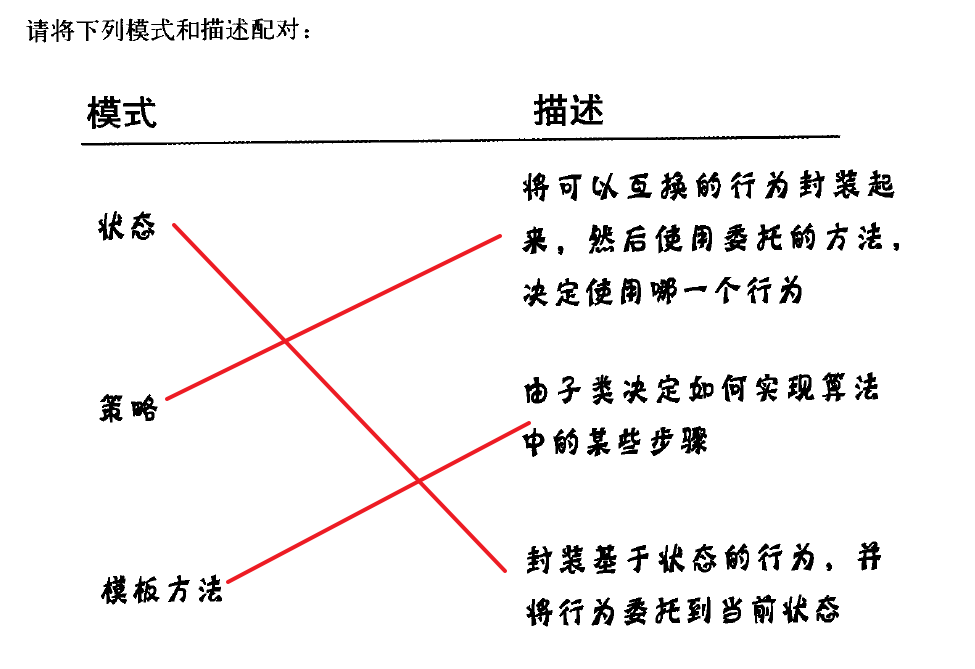 请将下列模式和描述配对：
模式 描述
状态
将可以互换的行为封装起
来，然后使用委托的方法，
决定使用哪一个行为
策略
由子类决定如何实现算法
中的某些步骤
模板方法
封装基于状态的行为，并
将行为委托到当前状态